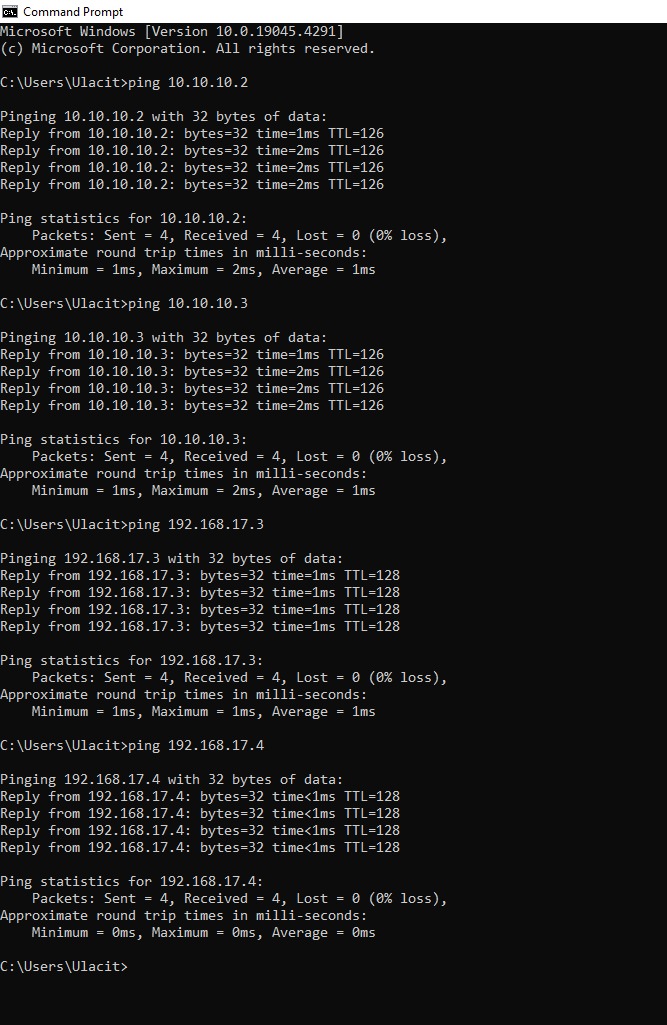 Command Prompt
Microsoft Windows [Version 10.0.19045.4291]
(c) Microsoft Corporation. All rights reserved.
C:\Users\Ulacit>ping 10.10.10.2
Pinging 10.10.10.2 with 32 bytes of data:
Reply from 10.10.10.2: bytes=32 time=1ms TTL=126
Reply from 10.10.10.2: bytes=32 time=2ms TTL=126
Reply from 10.10.10.2: bytes=32 time=2ms TTL=126
Reply from 10.10.10.2: bytes=32 time=2ms TTL=126
Ping statistics for 10.10.10.2:
    Packets: Sent = 4, Received = 4, Lost = 0 (0% loss),
Approximate round trip times in milli-seconds:
    Minimum = 1ms, Maximum = 2ms, Average = 1ms
C:\Users\Ulacit>ping 10.10.10.3
Pinging 10.10.10.3 with 32 bytes of data:
Reply from 10.10.10.3: bytes=32 time=1ms TTL=126
Reply from 10.10.10.3: bytes=32 time=2ms TTL=126
Reply from 10.10.10.3: bytes=32 time=2ms TTL=126
Reply from 10.10.10.3: bytes=32 time=2ms TTL=126
Ping statistics for 10.10.10.3:
    Packets: Sent = 4, Received = 4, Lost = 0 (0% loss),
Approximate round trip times in milli-seconds:
    Minimum = 1ms, Maximum = 2ms, Average = 1ms
C:\Users\Ulacit>ping 192.168.17.3
Pinging 192.168.17.3 with 32 bytes of data:
Reply from 192.168.17.3: bytes=32 time=1ms TTL=128
Reply from 192.168.17.3: bytes=32 time=1ms TTL=128
Reply from 192.168.17.3: bytes=32 time=1ms TTL=128
Reply from 192.168.17.3: bytes=32 time=1ms TTL=128
Ping statistics for 192.168.17.3:
    Packets: Sent = 4, Received = 4, Lost = 0 (0% loss),
Approximate round trip times in milli-seconds:
    Minimum = 1ms, Maximum = 1ms, Average = 1ms
C:\Users\Ulacit>ping 192.168.17.4
Pinging 192.168.17.4 with 32 bytes of data:
Reply from 192.168.17.4: bytes=32 time<1ms TTL=128
Reply from 192.168.17.4: bytes=32 time<1ms TTL=128
Reply from 192.168.17.4: bytes=32 time<1ms TTL=128
Reply from 192.168.17.4: bytes=32 time<1ms TTL=128
Ping statistics for 192.168.17.4:
    Packets: Sent = 4, Received = 4, Lost = 0 (0% loss),
Approximate round trip times in milli-seconds:
    Minimum = 0ms, Maximum = 0ms, Average = 0ms
C:\Users\Ulacit>